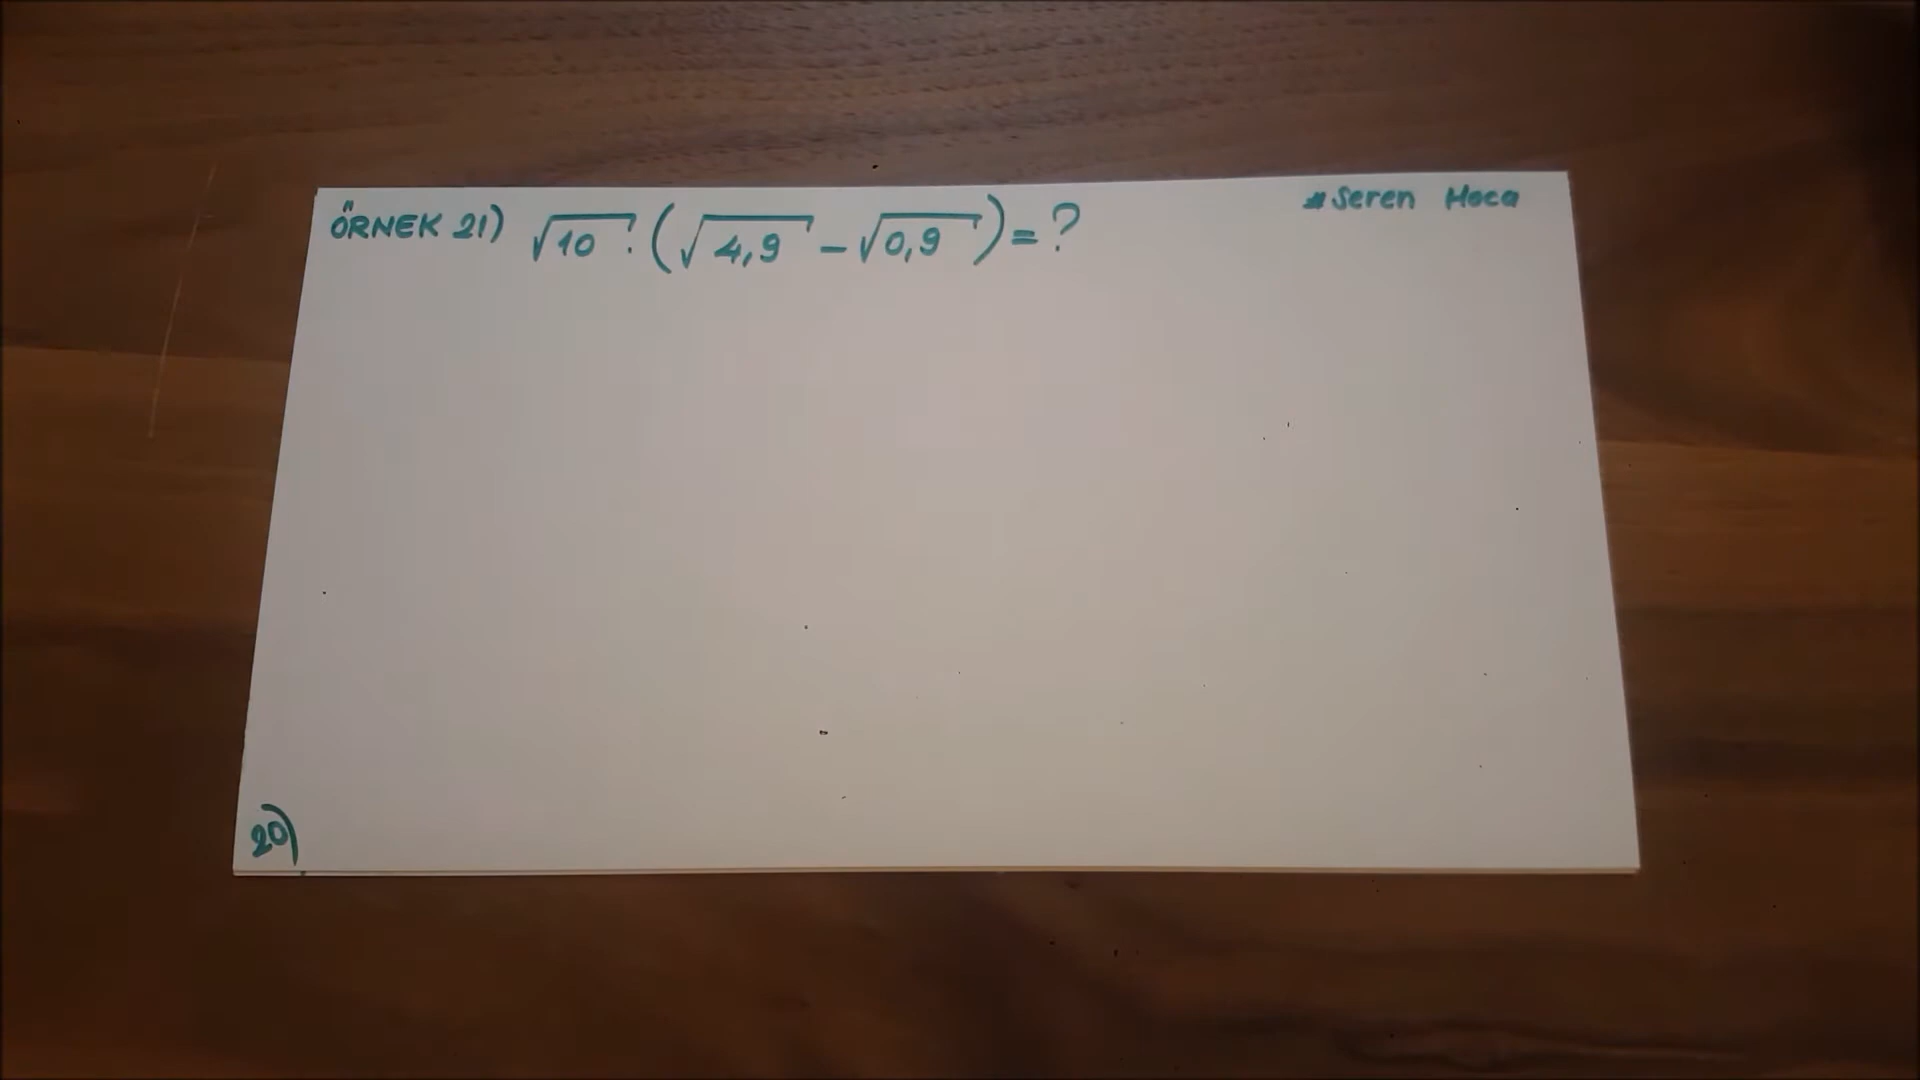 ÖRNEK 21) √10 . (√4,9 - √0,9) = ?
#Seren Hoca
20)